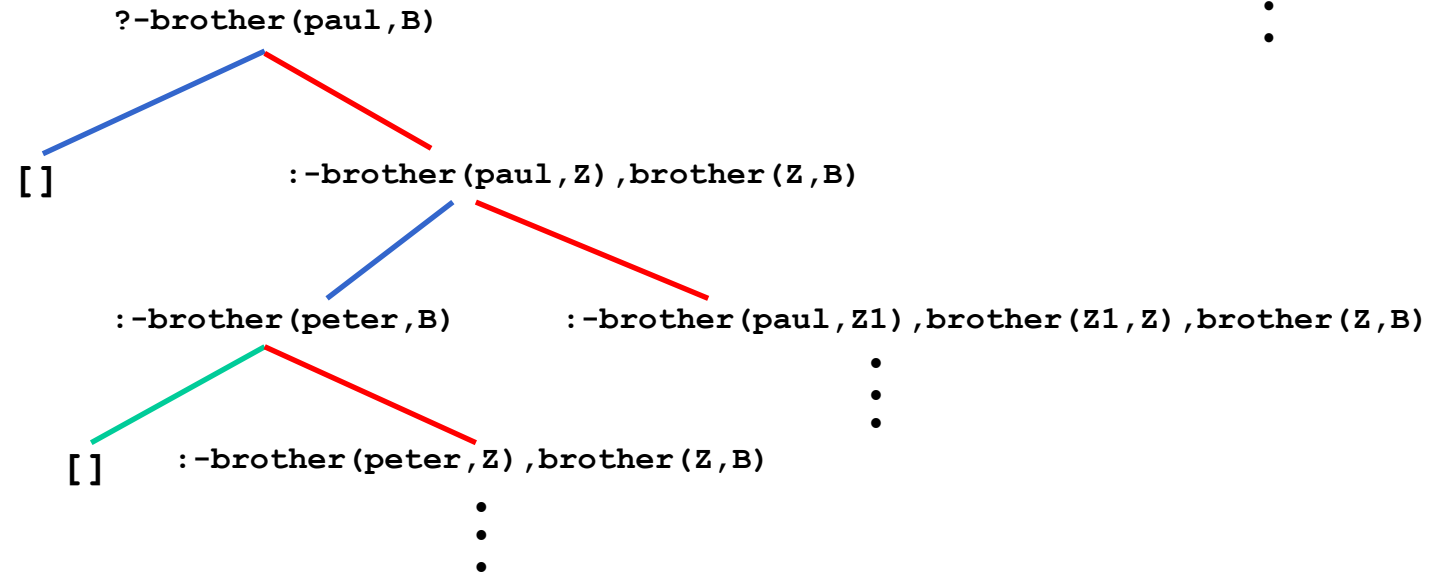 ?-brother(paul,B)
[] :-brother(paul,Z),brother(Z,B)
:-brother(peter,B) :-brother(paul,Z1),brother(Z1,Z),brother(Z,B)
[] :-brother(peter,Z),brother(Z,B)